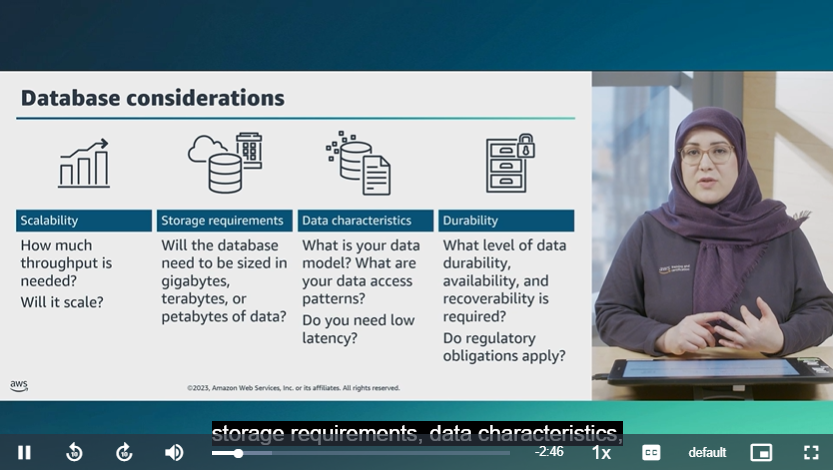 Database considerations
Scalability
How much
throughput is
needed?
Will it scale?
Storage requirements
Will the database
need to be sized in
gigabytes,
terabytes, or
petabytes of data?
Data characteristics
What is your data
model? What are
your data access
patterns?
Do you need low
latency?
Durability
What level of data
durability,
availability, and
recoverability is
required?
Do regulatory
obligations apply?
aws
©2023, Amazon Web Services, Inc. or its affiliates. All rights reserved.
aws
storage requirements, data characteristics,
10
10
-2:46
1x
CC
default